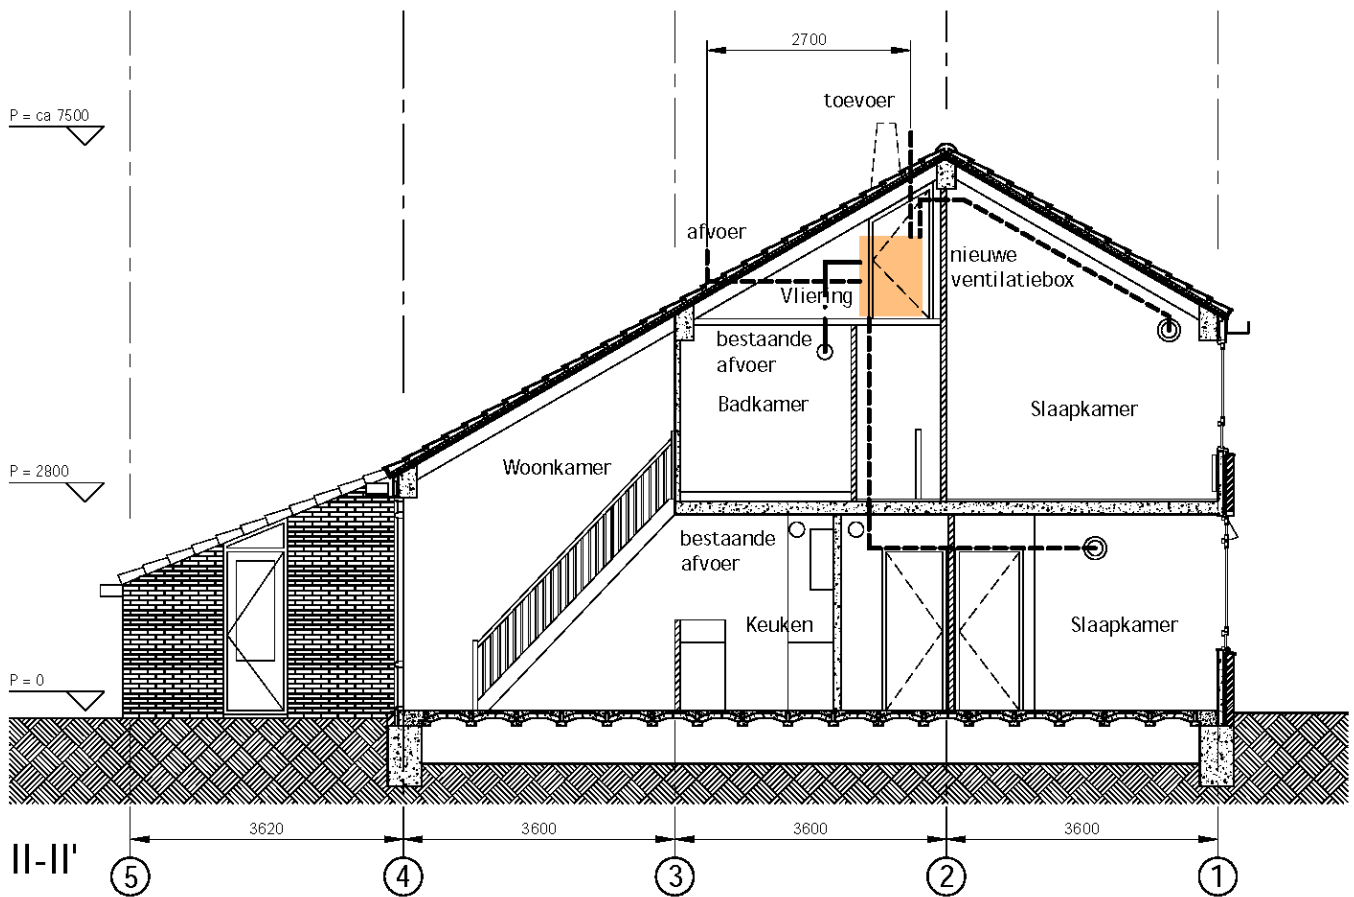 2700
toevoer
P = ca 7500
afvoer
nieuwe
ventilatiebox
Vliering
bestaande
afvoer
Badkamer
Slaapkamer
Woonkamer
P = 2800
bestaande
afvoer
Keuken
Slaapkamer
P = 0
3620
3600
3600
3600
II-II'
5
4
3
2
1